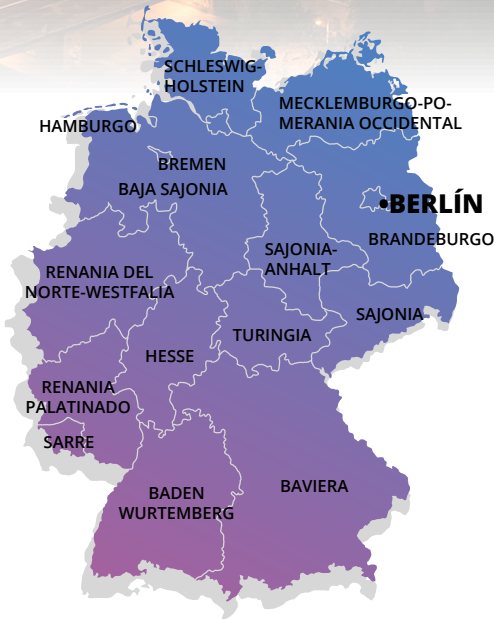 SCHLESWIG-
HOLSTEIN
MECKLEMBURGO-PO-
MERANIA OCCIDENTAL
HAMBURGO
BREMEN
BAJA SAJONIA
•BERLÍN
BRANDEBURGO
SAJONIA-
ANHALT
RENANIA DEL
NORTE-WESTFALIA
SAJONIA
TURINGIA
HESSE
RENANIA
PALATINADO
SARRE
BAVIERA
BADEN
WURTEMBERG